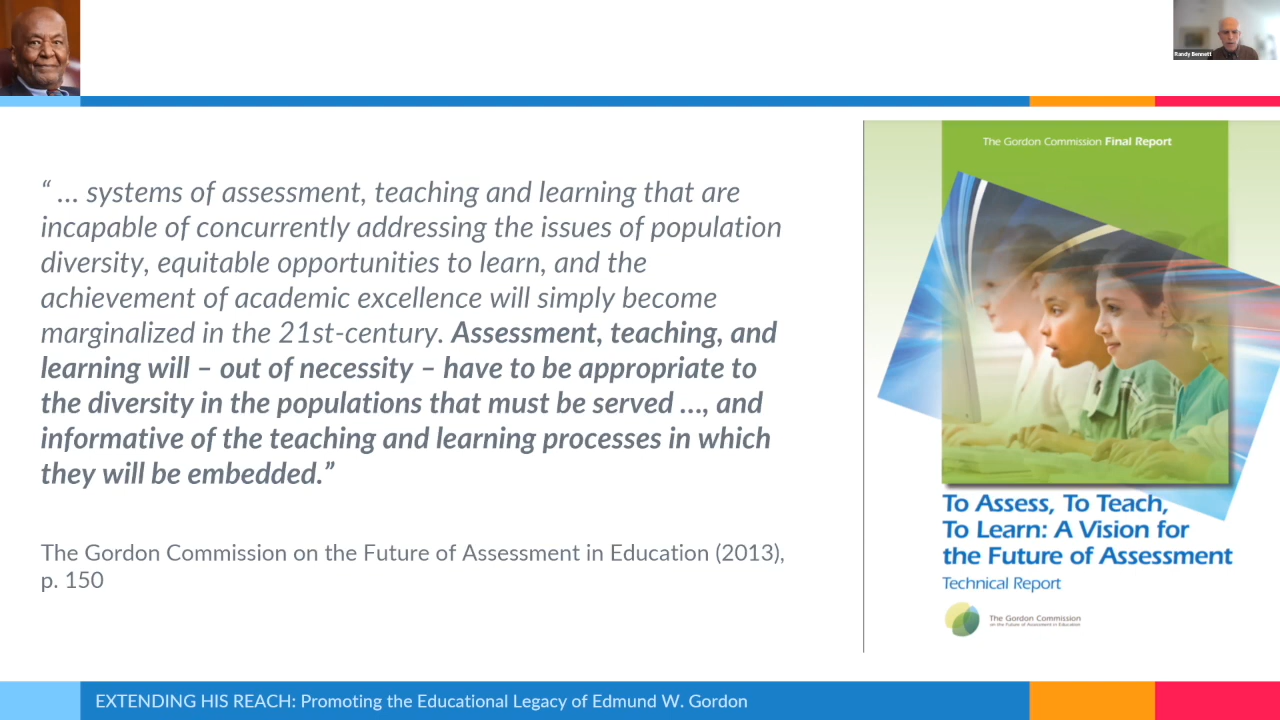 Randy Bennett
“ … systems of assessment, teaching and learning that are
incapable of concurrently addressing the issues of population
diversity, equitable opportunities to learn, and the
achievement of academic excellence will simply become
marginalized in the 21st-century. Assessment, teaching, and
learning will – out of necessity – have to be appropriate to
the diversity in the populations that must be served …, and
informative of the teaching and learning processes in which
they will be embedded.”
The Gordon Commission on the Future of Assessment in Education (2013),
p. 150
The Gordon Commission Final Report
To Assess, To Teach,
To Learn: A Vision for
the Future of Assessment
Technical Report
The Gordon Commission
on the Future of Assessment in Education
EXTENDING HIS REACH: Promoting the Educational Legacy of Edmund W. Gordon